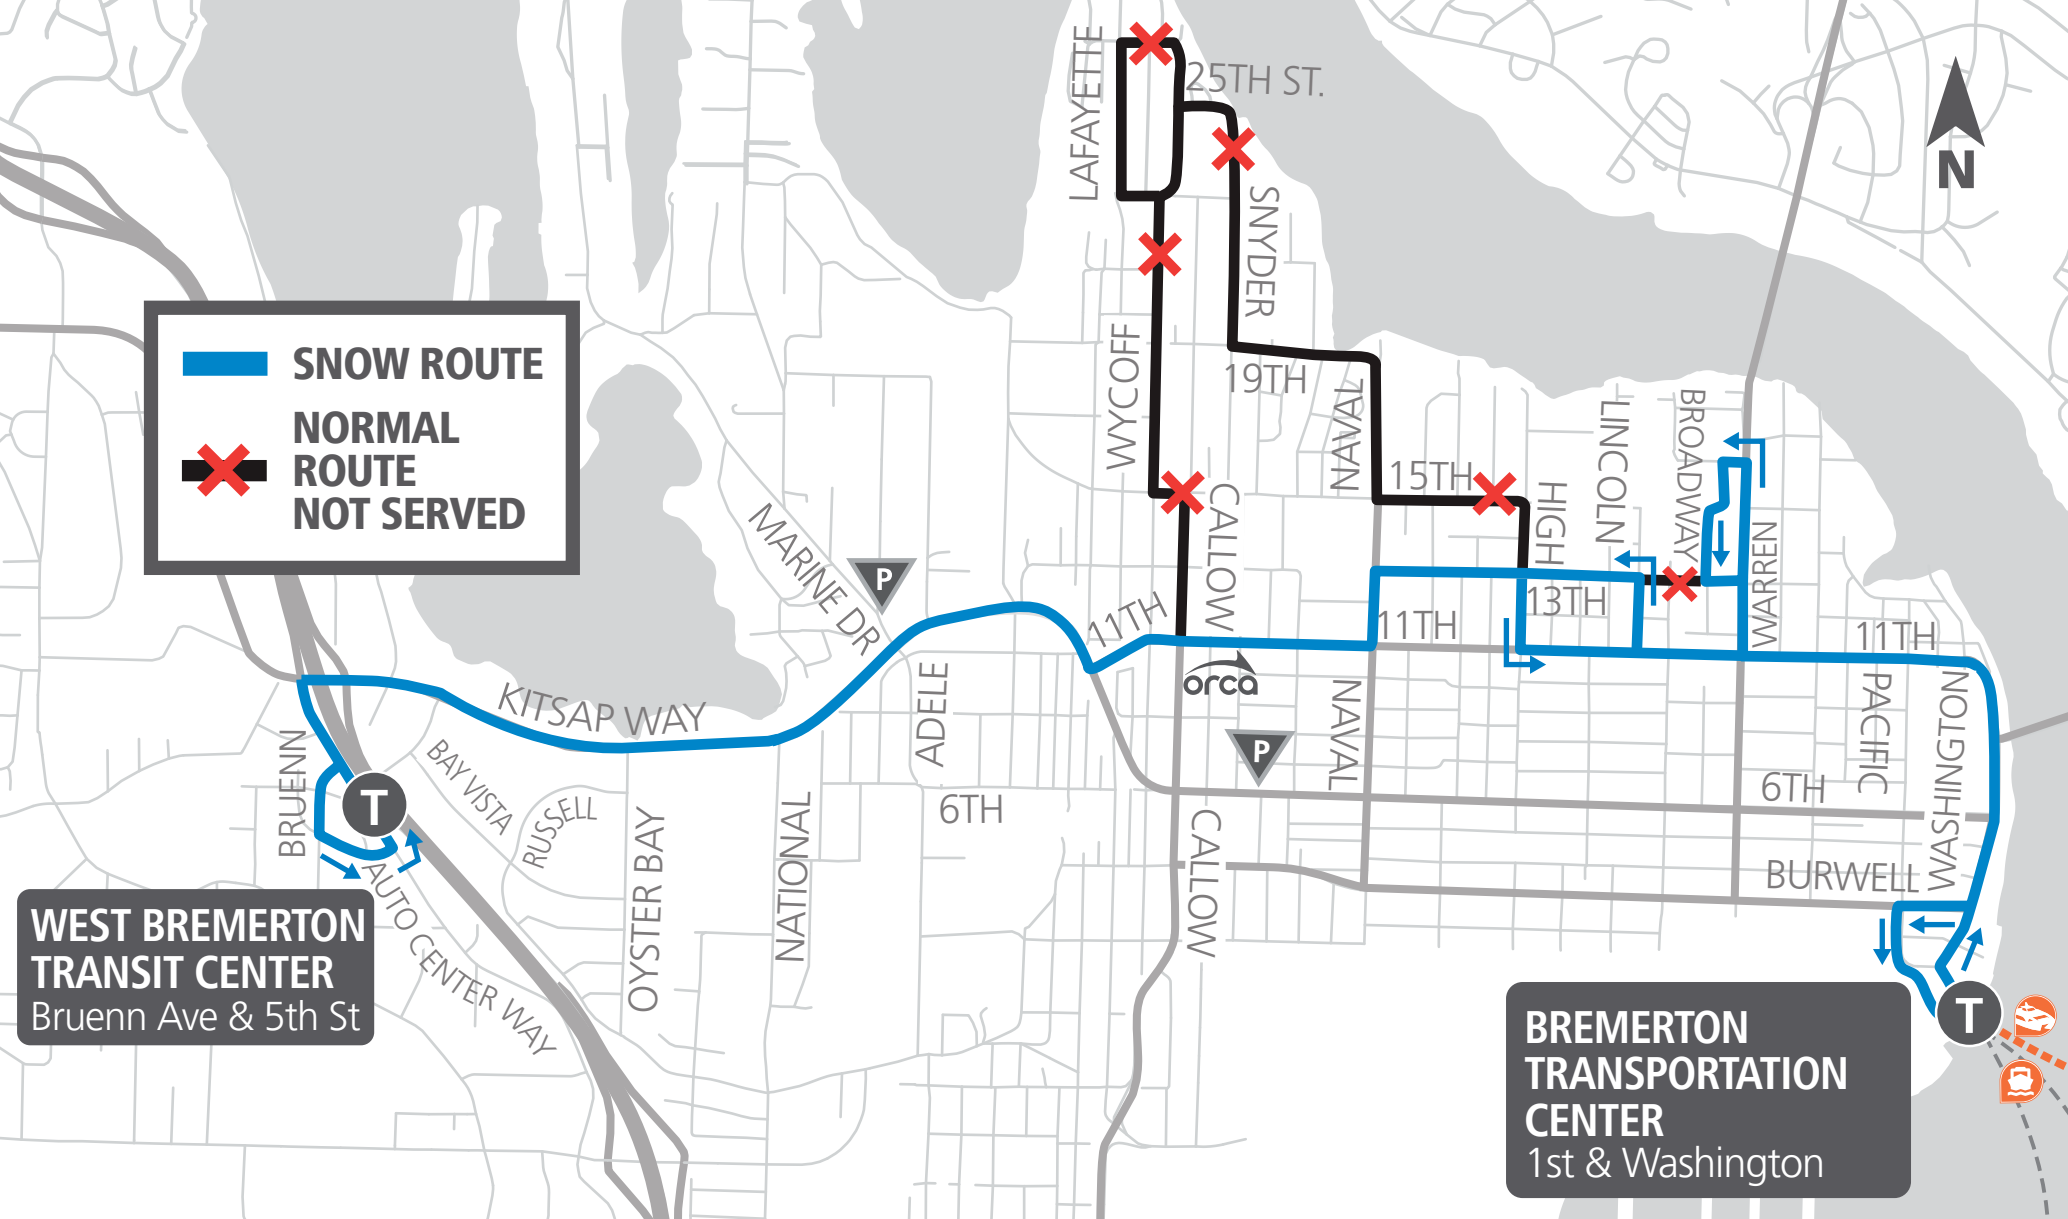 LAFAYETTE
25TH ST.
N
SNYDER
SNOW ROUTE
NORMAL
ROUTE
NOT SERVED
WYCOFF
19TH
NAVAL
LINCOLN
BROADWAY
15TH
HIGH
CALLOW
WARREN
MARINE DR
P
11TH
11TH
13TH
11TH
orca
KITSAP WAY
ADELE
NAVAL
PACIFIC
WASHINGTON
BRUENN
BAY VISTA
P
6TH
T
RUSSELL
OYSTER BAY
NATIONAL
6TH
CALLOW
BURWELL
AUTO CENTER WAY
WEST BREMERTON
TRANSIT CENTER
Bruenn Ave & 5th St
T
BREMERTON
TRANSPORTATION
CENTER
1st & Washington